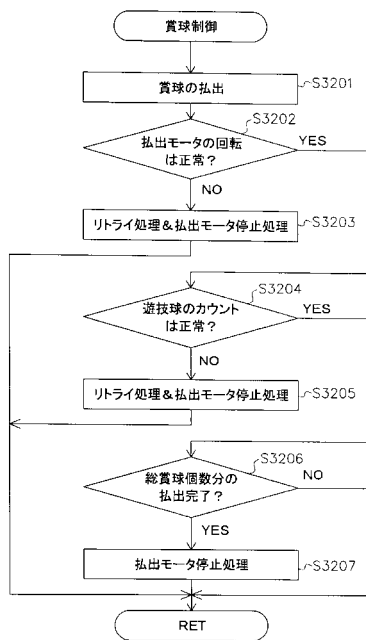 賞球制御
賞球の払出
S3201
S3202
払出モータの回転
は正常?
YES
NO
リトライ処理&払出モータ停止処理
S3203
S3204
遊技球のカウント
は正常?
YES
NO
リトライ処理&払出モータ停止処理
S3205
S3206
総賞球個数分の
払出完了?
NO
YES
払出モータ停止処理
S3207
RET